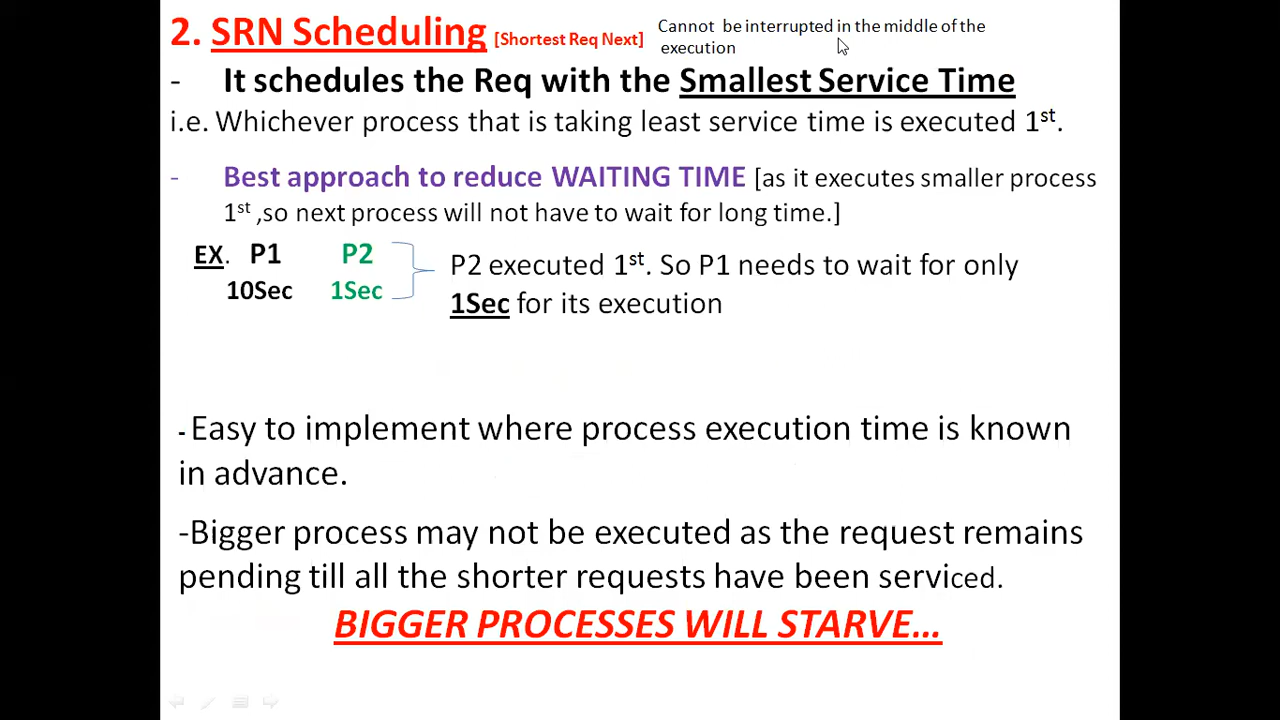 2. SRN Scheduling [Shortest Req Next] Cannot be interrupted in the middle of the
execution
- It schedules the Req with the Smallest Service Time
i.e. Whichever process that is taking least service time is executed 1st.
- Best approach to reduce WAITING TIME [as it executes smaller process
1st ,so next process will not have to wait for long time.]
EX. P1 P2
10Sec 1Sec
P2 executed 1st. So P1 needs to wait for only
1Sec for its execution
- Easy to implement where process execution time is known
in advance.
-Bigger process may not be executed as the request remains
pending till all the shorter requests have been serviced.
BIGGER PROCESSES WILL STARVE...